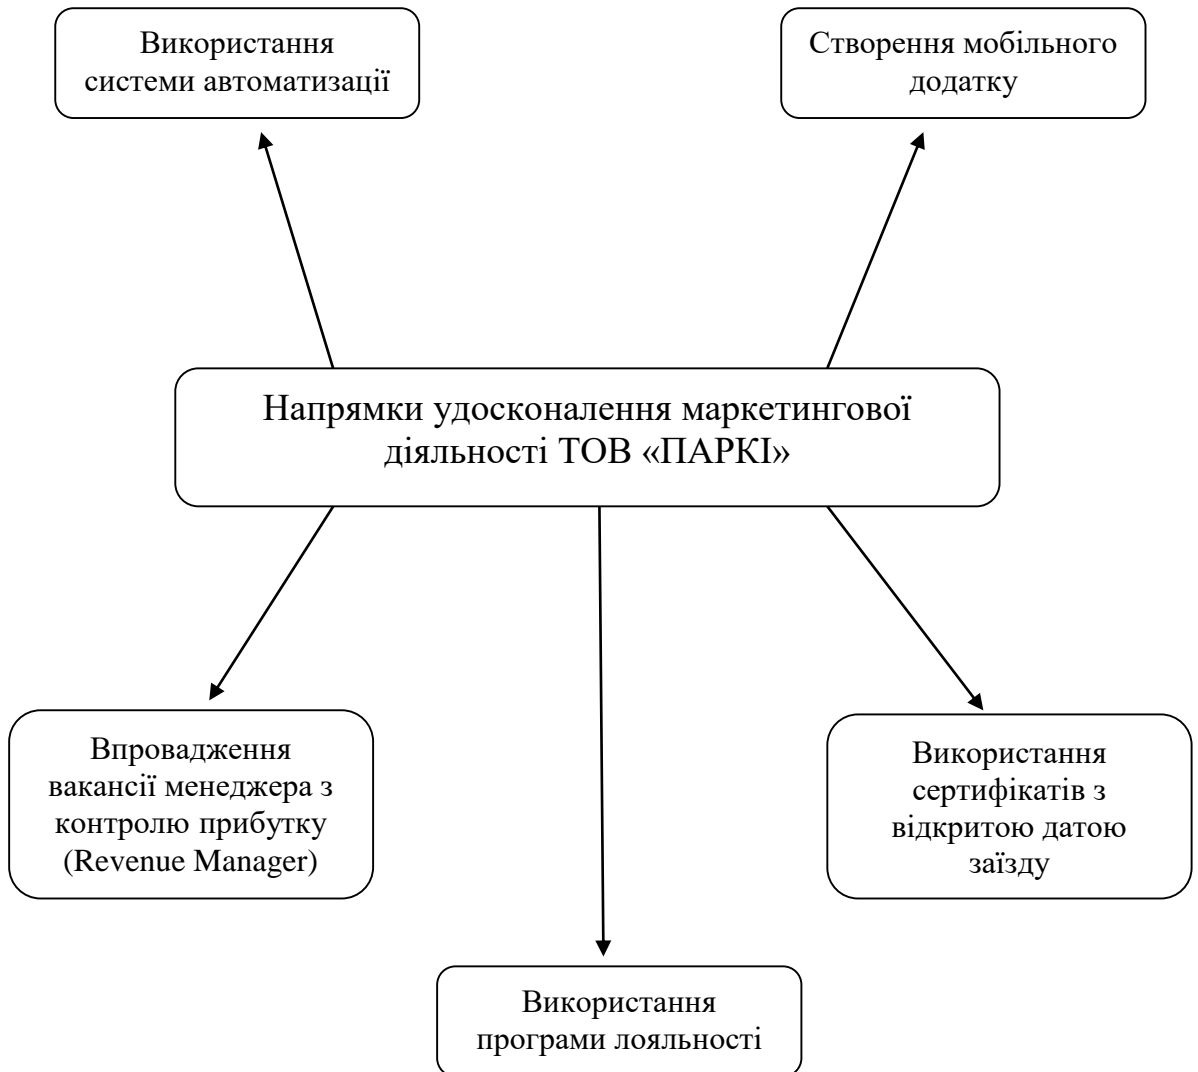 Використання
системи автоматизації
Створення мобільного
додатку
Напрямки удосконалення маркетингової
діяльності ТОВ «ПАРКІ»
Впровадження
вакансії менеджера з
контролю прибутку
(Revenue Manager)
Використання
сертифікатів з
відкритою датою
заїзду
Використання
програми лояльності